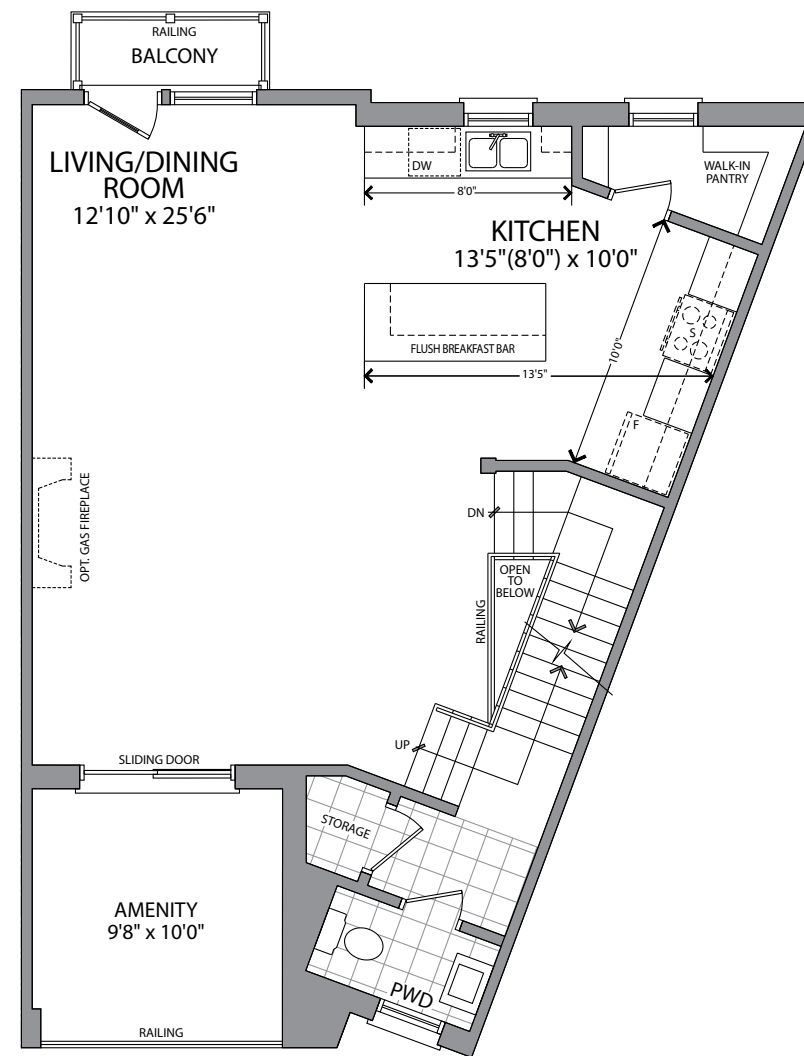 RAILING
BALCONY
LIVING/DINING
ROOM
12'10" x 25'6"
DW
8'0"
WALK-IN
PANTRY
KITCHEN
13'5"(8'0") x 10'0"
S
FLUSH BREAKFAST BAR
10'0"
13'5"
F
OPT. GAS FIREPLACE
DN
OPEN
TO
BELOW
RAILING
UP
SLIDING DOOR
STORAGE
AMENITY
9'8" x 10'0"
PWD
RAILING